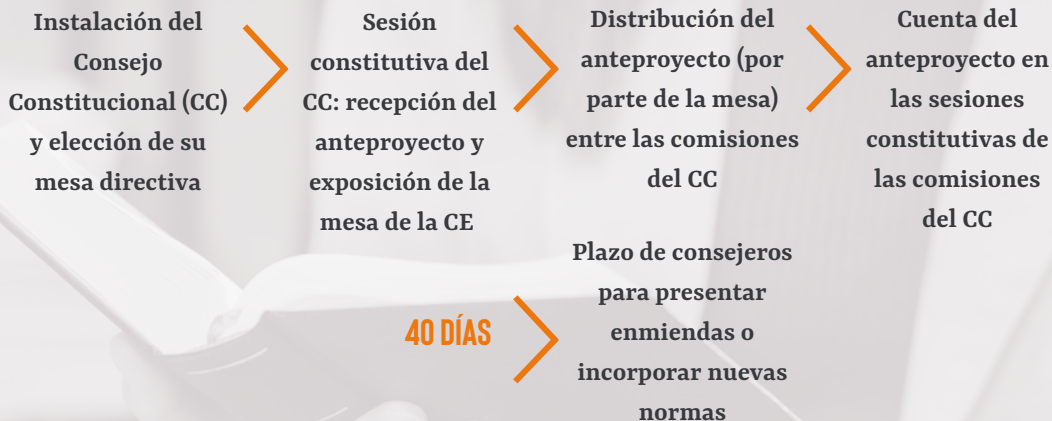 Instalación del
Consejo
Constitucional (CC)
y elección de su
mesa directiva
Sesión
constitutiva del
CC: recepción del
anteproyecto y
exposición de la
mesa de la CE
Distribución del
anteproyecto (por
parte de la mesa)
entre las comisiones
del CC
Cuenta del
anteproyecto en
las sesiones
constitutivas de
las comisiones
del CC
40 DÍAS
Plazo de consejeros
para presentar
enmiendas o
incorporar nuevas
normas